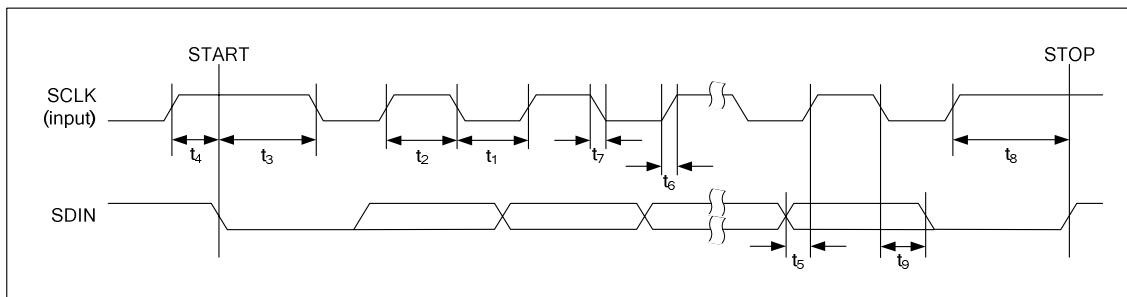 START STOP
SCLK
(input)
t4 t3 t2 t1 t7 t6 t8
SDIN
t5 t9